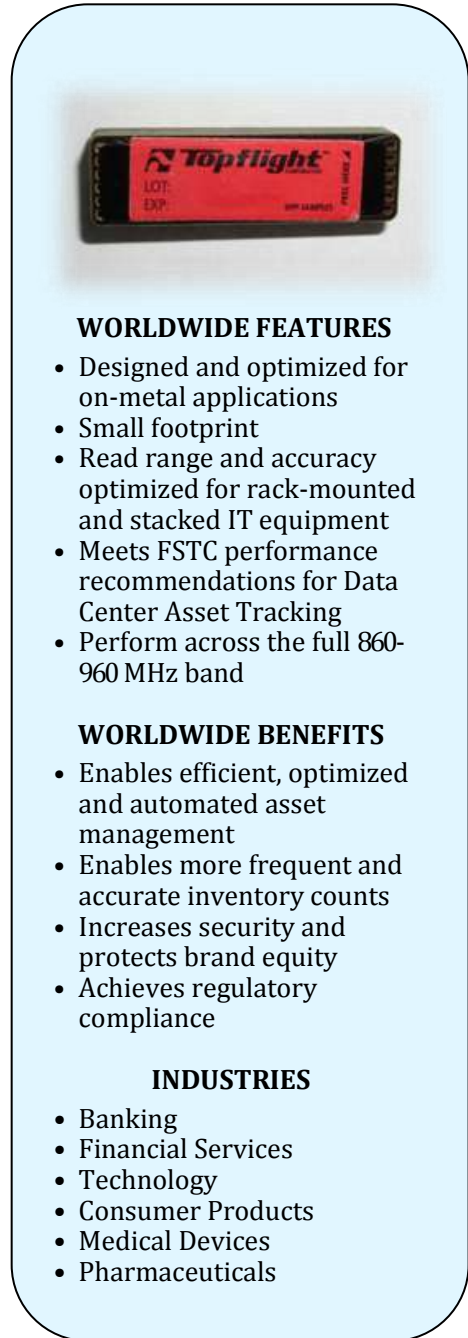 Topflight
LOT:
EXP:
PEEL HERE
WORLDWIDE FEATURES
• Designed and optimized for
on-metal applications
• Small footprint
• Read range and accuracy
optimized for rack-mounted
and stacked IT equipment
• Meets FSTC performance
recommendations for Data
Center Asset Tracking
• Perform across the full 860-
960 MHz band
WORLDWIDE BENEFITS
• Enables efficient, optimized
and automated asset
management
• Enables more frequent and
accurate inventory counts
• Increases security and
protects brand equity
• Achieves regulatory
compliance
INDUSTRIES
• Banking
• Financial Services
• Technology
• Consumer Products
• Medical Devices
• Pharmaceuticals